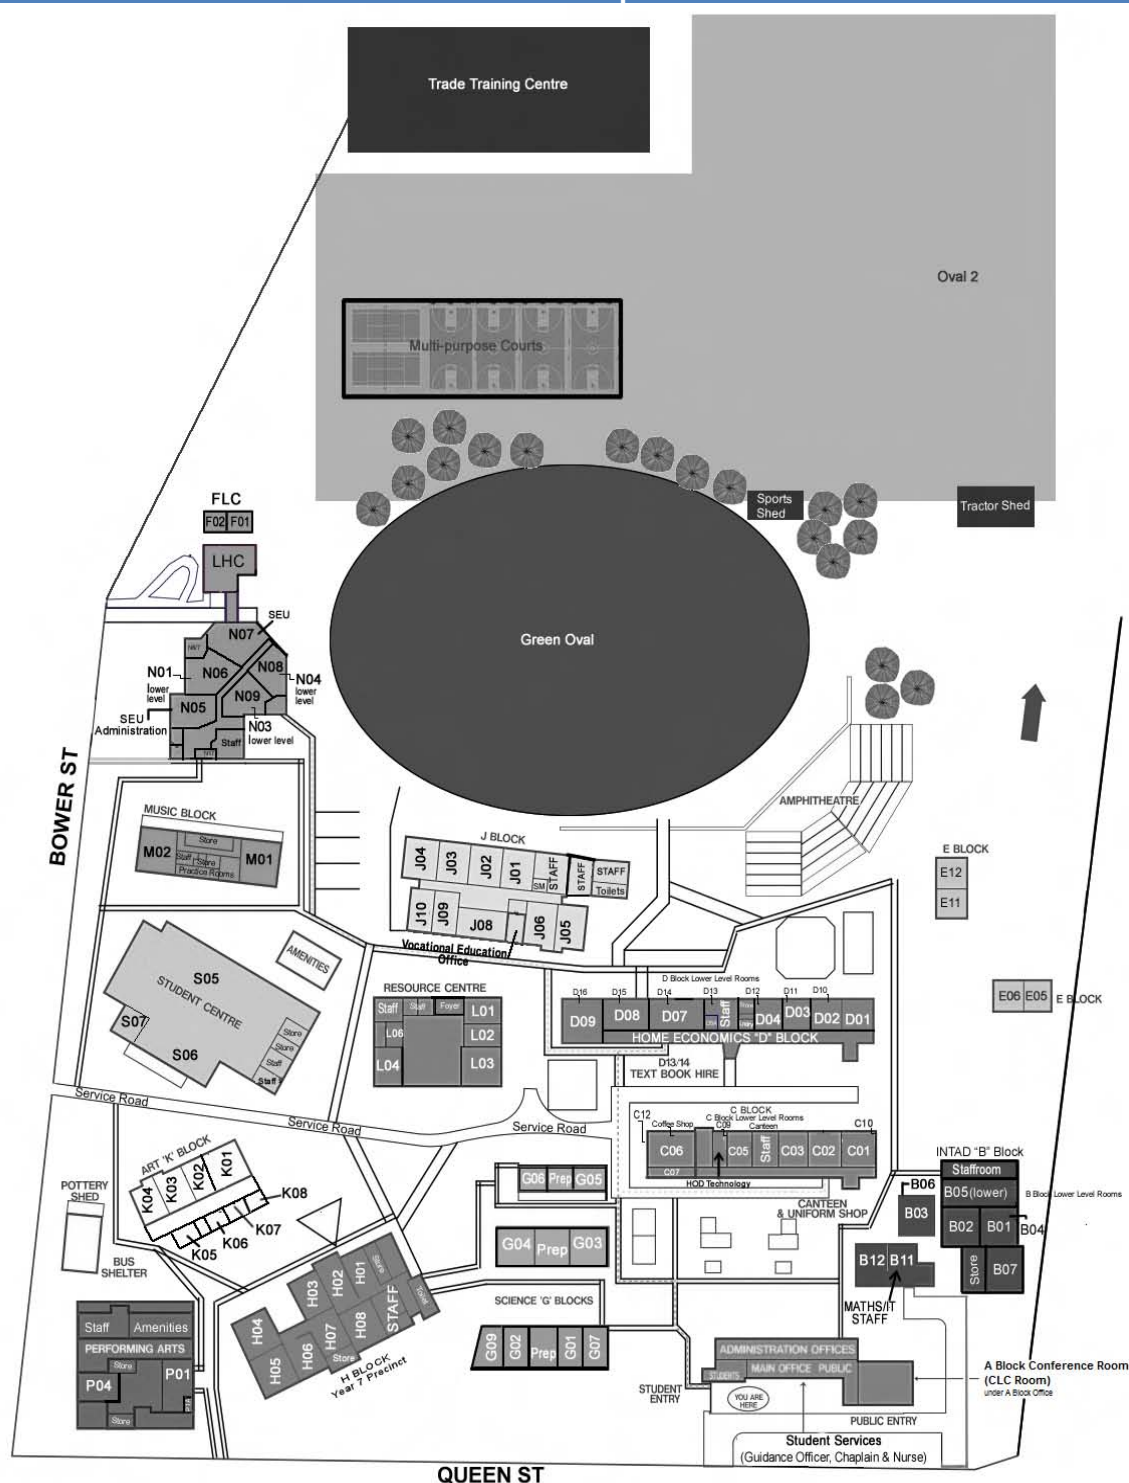 Trade Training Centre
Oval 2
Multi-purpose Courts
Sports
Shed
Tractor Shed
FLC
F02 F01
LHC
SEU
N07
N08
N06
N01
lower
level
N04
lower
level
N09
N05
SEU
Administration
N03
lower level
Staff
Green Oval
BOWER ST
MUSIC BLOCK
M02
Store
Staff
Store
Practice Rooms
M01
J BLOCK
J04
J03
J02
J01
SM
STAFF
STAFF
STAFF
Toilets
J10
J09
J08
J06
J05
Vocational Education
Office
AMPHITHEATRE
E BLOCK
E12
E11
E06 E05
E BLOCK
AMENITIES
S05
STUDENT CENTRE
S07
S06
Store
Store
Staff
Staff
RESOURCE CENTRE
Staff
Staff
Foyer
L01
L06
L02
L04
L03
D Block Lower Level Rooms
D16
D15
D14
D13
D12
D11
D10
D09
D08
D07
Staff
D04
D03
D02
D01
HOME ECONOMICS "D" BLOCK
D13/14
TEXT BOOK HIRE
Service Road
Service Road
Service Road
C BLOCK
C Block Lower Level Rooms
C12
Coffee Shop
C09
Canteen
C10
C06
C05
Staff
C03
C02
C01
C07
HOD Technology
CANTEEN
& UNIFORM SHOP
INTAD "B" Block
Staffroom
B05(lower)
B Block Lower Level Rooms
B06
B03
B02
B01
B04
Store
B07
B12
B11
MATHS/IT
STAFF
ART 'K' BLOCK
K04
K03
K02
K01
K08
K07
K06
K05
POTTERY
SHED
BUS
SHELTER
G06 Prep G05
G04 Prep G03
SCIENCE 'G' BLOCKS
G09
G02
Prep
G01
G07
H04
H03
H02
H01
Store
STAFF
Toilet
H05
H06
H07
H08
Store
H BLOCK
Year 7 Precinct
Staff
Amenities
PERFORMING ARTS
Store
P04
P01
Store
ADMINISTRATION OFFICES
MAIN OFFICE PUBLIC
STUDENTS
STUDENT
ENTRY
YOU ARE
HERE
PUBLIC ENTRY
A Block Conference Room
(CLC Room)
under A Block Office
Student Services
(Guidance Officer, Chaplain & Nurse)
QUEEN ST